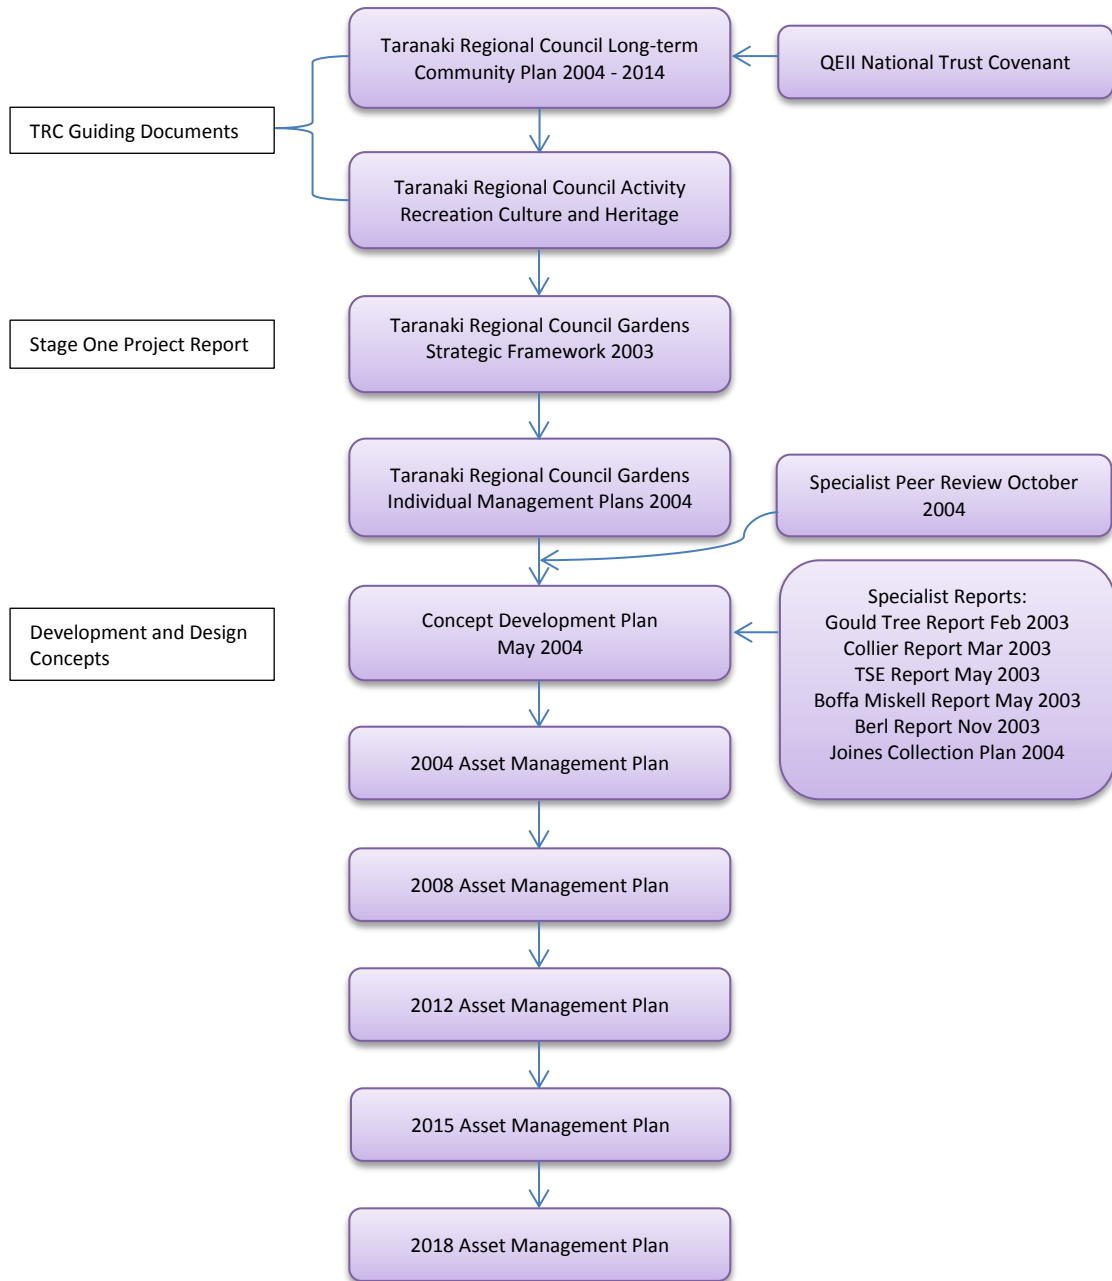 Taranaki Regional Council Long-term
Community Plan 2004 - 2014
QEII National Trust Covenant
TRC Guiding Documents
Taranaki Regional Council Activity
Recreation Culture and Heritage
Stage One Project Report
Taranaki Regional Council Gardens
Strategic Framework 2003
Taranaki Regional Council Gardens
Individual Management Plans 2004
Specialist Peer Review October
2004
Development and Design
Concepts
Concept Development Plan
May 2004
Specialist Reports:
Gould Tree Report Feb 2003
Collier Report Mar 2003
TSE Report May 2003
Boffa Miskell Report May 2003
Berl Report Nov 2003
Joines Collection Plan 2004
2004 Asset Management Plan
2008 Asset Management Plan
2012 Asset Management Plan
2015 Asset Management Plan
2018 Asset Management Plan